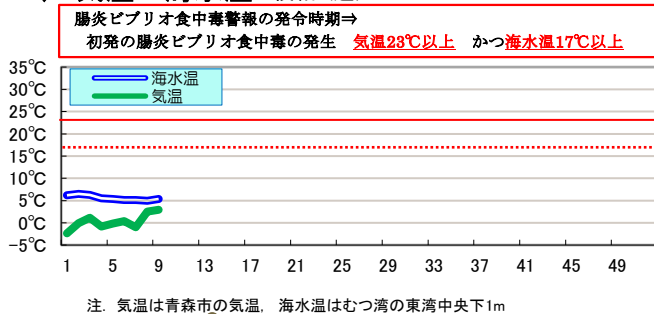 腸炎ビブリオ食中毒警報の発令時期⇒
初発の腸炎ビブリオ食中毒の発生 気温23℃以上 かつ海水温17℃以上
35℃
30℃
25℃
20℃
15℃
10℃
5℃
0℃
-5℃
海水温
気温
1 5 9 13 17 21 25 29 33 37 41 45 49
注. 気温は青森市の気温, 海水温はむつ湾の東湾中央下1m